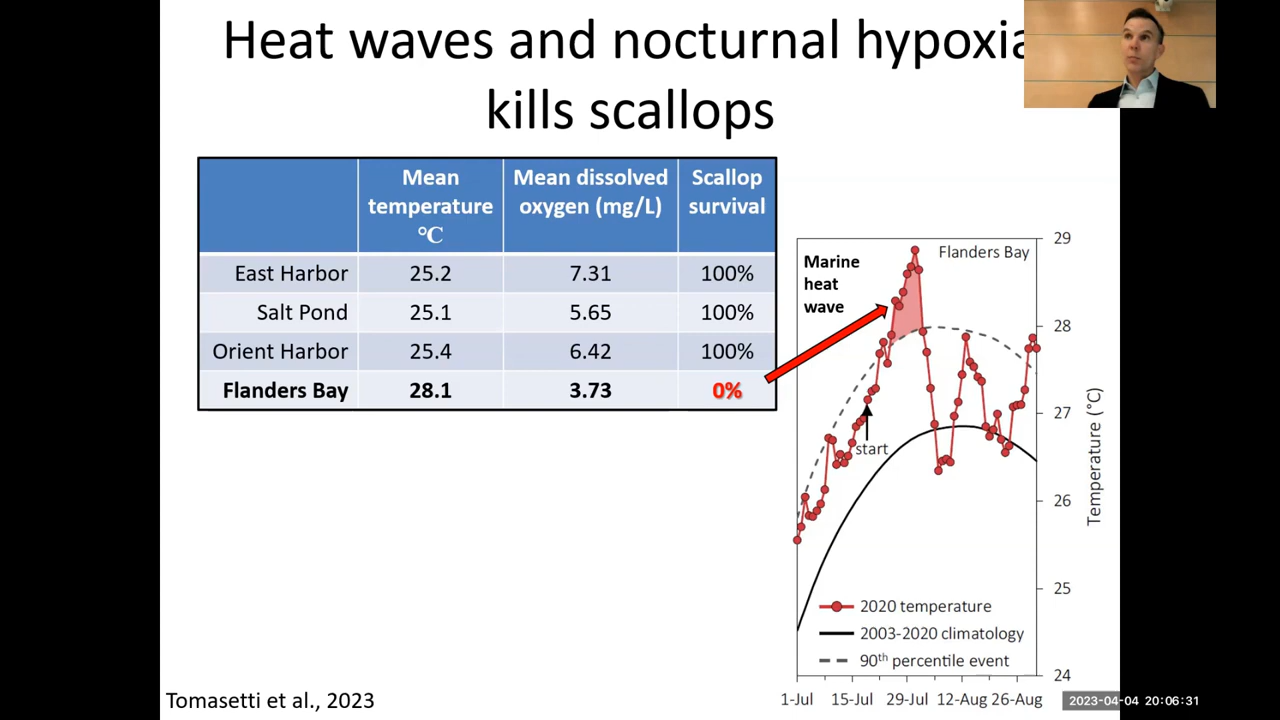 Heat waves and nocturnal hypoxia
kills scallops
Mean temperature °C Mean dissolved oxygen (mg/L) Scallop survival
East Harbor 25.2 7.31 100%
Salt Pond 25.1 5.65 100%
Orient Harbor 25.4 6.42 100%
Flanders Bay 28.1 3.73 0%
Marine
heat
wave
Flanders Bay
start
29
28
27
26
25
24
Temperature (°C)
2020 temperature
2003-2020 climatology
90th percentile event
1-Jul 15-Jul 29-Jul 12-Aug 26-Aug
Tomasetti et al., 2023
2023-04-04 20:06:31